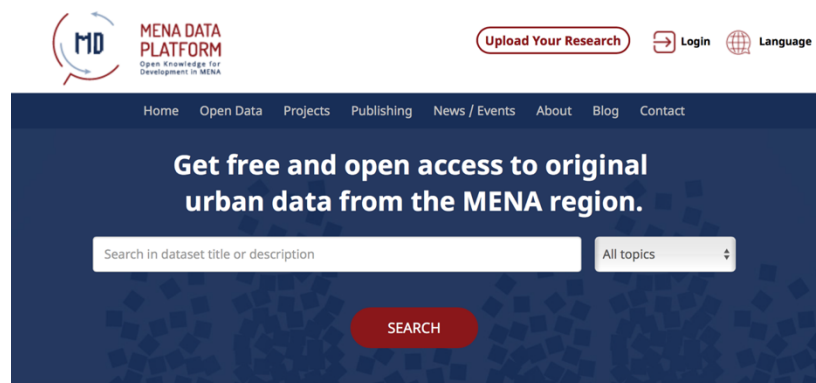 MD
MENA DATA
PLATFORM
Open Knowledge for
Development in MENA
Upload Your Research
Login
Language
Home Open Data Projects Publishing News / Events About Blog Contact
Get free and open access to original
urban data from the MENA region.
Search in dataset title or description
All topics
SEARCH